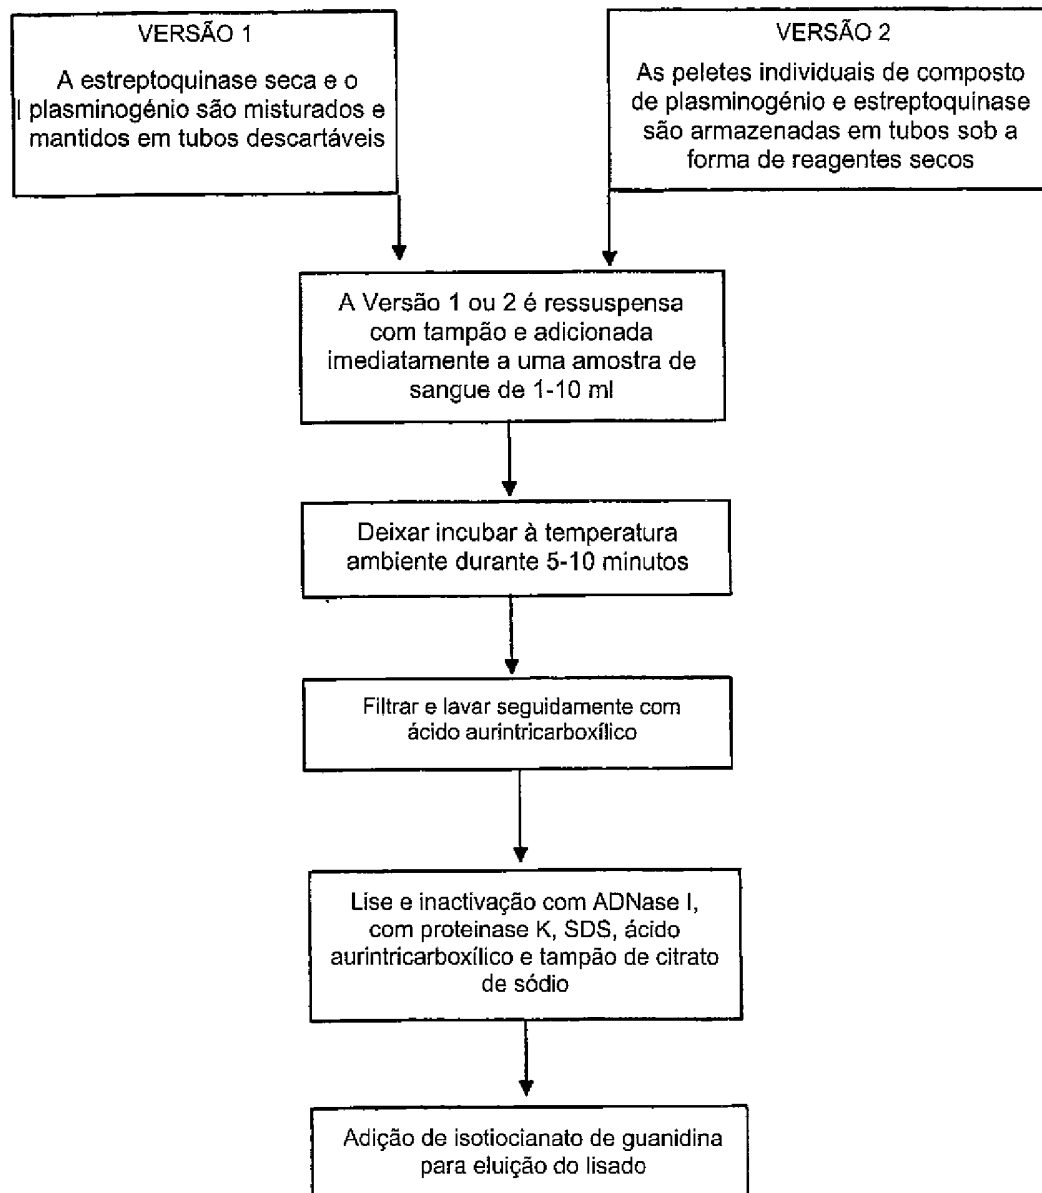 VERSÃO 1
A estreptoquinase seca e o
plasminogénio são misturados e
mantidos em tubos descartáveis
VERSÃO 2
As peletes individuais de composto
de plasminogénio e estreptoquinase
são armazenadas em tubos sob a
forma de reagentes secos
A Versão 1 ou 2 é ressuspensa
com tampão e adicionada
imediatamente a uma amostra de
sangue de 1-10 ml
Deixar incubar à temperatura
ambiente durante 5-10 minutos
Filtrar e lavar seguidamente com
ácido aurintricarboxílico
Lise e inactivação com ADNase I,
com proteinase K, SDS, ácido
aurintricarboxílico e tampão de citrato
de sódio
Adição de isotiocianato de guanidina
para eluição do lisado